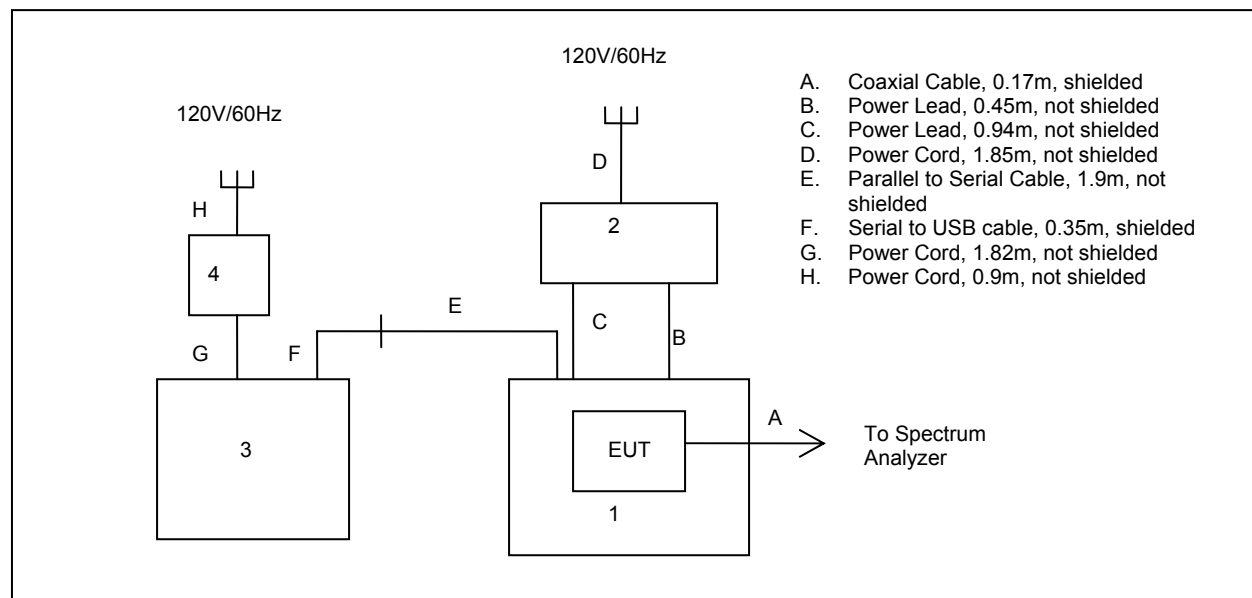 120V/60Hz
120V/60Hz
A. Coaxial Cable, 0.17m, shielded
B. Power Lead, 0.45m, not shielded
C. Power Lead, 0.94m, not shielded
D. Power Cord, 1.85m, not shielded
E. Parallel to Serial Cable, 1.9m, not
shielded
F. Serial to USB cable, 0.35m, shielded
G. Power Cord, 1.82m, not shielded
H. Power Cord, 0.9m, not shielded
D
H
2
4
E
C
B
G
F
A
3
EUT
To Spectrum
Analyzer
1